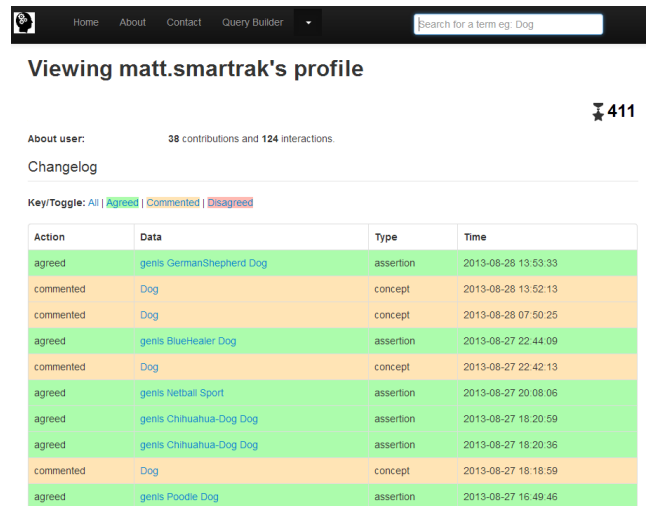 Home About Contact Query Builder Search for a term eg: Dog
Viewing matt.smartrak's profile
411
About user: 38 contributions and 124 interactions.
Changelog
Key/Toggle: All | Agreed | Commented | Disagreed
Action Data Type Time
agreed genls GermanShepherd Dog assertion 2013-08-28 13:53:33
commented Dog concept 2013-08-28 13:52:13
commented Dog concept 2013-08-28 07:50:25
agreed genls BlueHealer Dog assertion 2013-08-27 22:44:09
commented Dog concept 2013-08-27 22:42:13
agreed genls Netball Sport assertion 2013-08-27 20:08:06
agreed genls Chihuahua-Dog Dog assertion 2013-08-27 18:20:59
agreed genls Chihuahua-Dog Dog assertion 2013-08-27 18:20:36
commented Dog concept 2013-08-27 18:18:59
agreed genls Poodle Dog assertion 2013-08-27 16:49:46